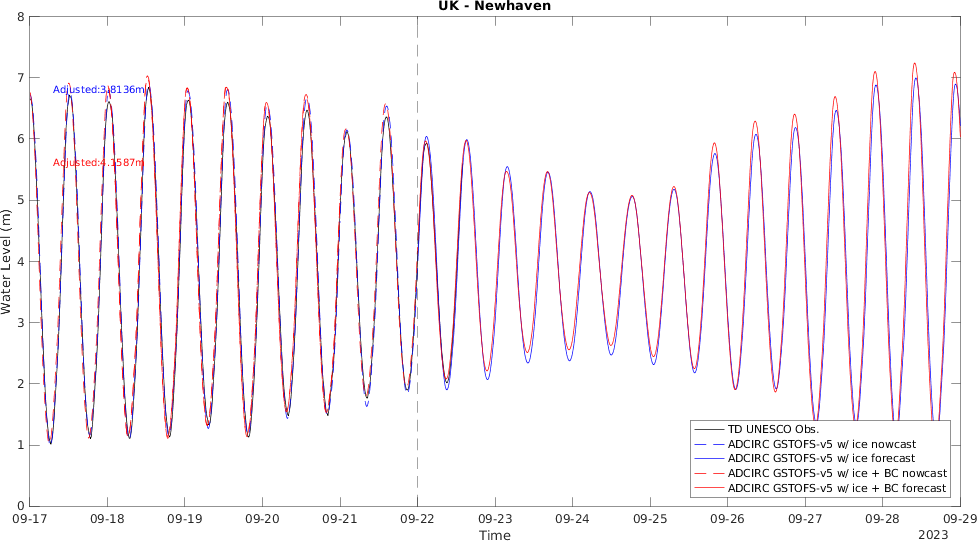 UK - Newhaven
8
7
6
5
4
3
2
1
0
Water Level (m)
Adjusted:3.8136m
Adjusted:4.1587m
TD UNESCO Obs.
ADCIRC GSTOFS-v5 w/ ice nowcast
ADCIRC GSTOFS-v5 w/ ice forecast
ADCIRC GSTOFS-v5 w/ ice + BC nowcast
ADCIRC GSTOFS-v5 w/ ice + BC forecast
09-17 09-18 09-19 09-20 09-21 09-22 09-23 09-24 09-25 09-26 09-27 09-28 09-29
Time
2023